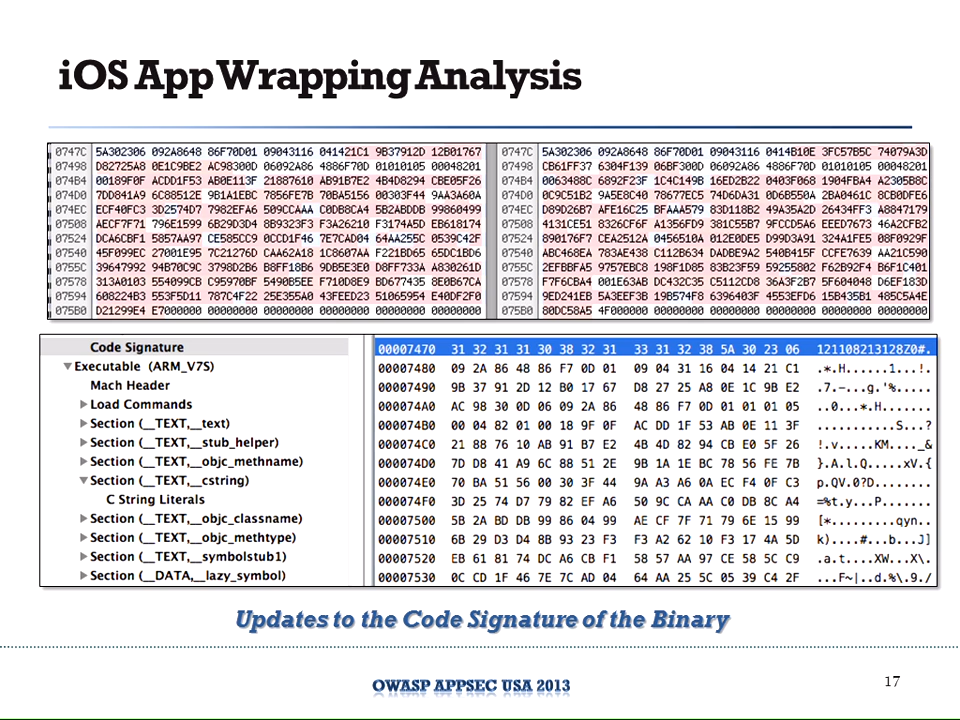 iOS App Wrapping Analysis
0747C 5A302306 092A8648 86F70D01 09043116 041421C1 9B37912D 12B01767
07498 D82725A8 0E1C9BE2 AC98300D 06092A86 4886F70D 01010105 00048201
074B4 00189F0F ACDD1F53 AB0E113F 21887610 AB91B7E2 4B4D8294 CBE05F26
074D0 7DD841A9 6C88512E 9B1A1EBC 7856FE7B 70BA5156 00303F44 9AA3A60A
074EC ECF40FC3 3D2574D7 7982EFA6 509CCAAA C0DB8CA4 5B2ABDDB 99860499
07508 AECF7F71 796E1599 6B29D3D4 8B9323F3 F3A26210 F3174A5D EB618174
07524 DCA6CBF1 5857AA97 CE585CC9 0CCD1F46 7E7CAD04 64AA255C 0539C42F
07540 45F099EC 27001E95 7C21276D CAA62A18 1C8607AA F221BD65 65DC1BD6
0755C 39647992 94B70C9C 3798D2B6 B8FF18B6 9DB5E3E0 D8FF733A A830261D
07578 313A0103 554099CB C95970BF 5490B5EE F710D8E9 BD677435 8E0B67CA
07594 608224B3 553F5D11 787C4F22 25E355A0 43FEED23 51065954 E40DF2F0
075B0 D21299E4 E7000000 00000000 00000000 00000000 00000000 00000000
0747C 5A302306 092A8648 86F70D01 09043116 0414B10E 3FC57B5C 74079A3D
07498 CB61FF37 6304F139 06BF300D 06092A86 4886F70D 01010105 00048201
074B4 0063488C 6892F23F 1C4C149B 16ED2B22 0403F068 1904FBA4 A2305B8C
074D0 0C9C51B2 9A5E8C40 78677EC5 74D6DA31 0D6B550A 2BA0461C 8CB0DFE6
074EC D89D26B7 AFE16C25 BFAAA579 83D118B2 49A35A2D 26434FF3 A8847179
07508 4131CE51 8326CF6F A1356FD9 381C55B7 9FCCD5A6 EEED7673 46A2CFB2
07524 890176F7 CEA2512A 0456510A 012E0DE5 D99D3A91 324A1FE5 08F0929F
07540 ABC468EA 783AE438 C112B634 DADBE9A2 540B415F CCFE7639 AA21C590
0755C 2EFBBFA5 9757EBC8 198F1D85 83B23F59 59255802 F62B92F4 B6F1C401
07578 F7F6CBA4 001E63AB DC432C35 C5112CD8 36A3F2B7 5F604048 D6EF183D
07594 9ED241EB 5A3EEF3B 19B574F8 6396403F 4553EFD6 15B435B1 485C5A4E
075B0 80DC58A5 4F000000 00000000 00000000 00000000 00000000 00000000
Code Signature
Executable (ARM_V7S)
Mach Header
Load Commands
Section (__TEXT,__text)
Section (__TEXT,__stub_helper)
Section (__TEXT,__objc_methname)
Section (__TEXT,__cstring)
C String Literals
Section (__TEXT,__objc_classname)
Section (__TEXT,__objc_methtype)
Section (__TEXT,__symbolstub1)
Section (__DATA,__lazy_symbol)
00007470 31 32 31 31 30 38 32 31 33 31 32 38 5A 30 23 06 121108213128Z0#.
00007480 09 2A 86 48 86 F7 0D 01 09 04 31 16 04 14 21 C1 .*.H......1...!.
00007490 9B 37 91 2D 12 B0 17 67 D8 27 25 A8 0E 1C 9B E2 .7.-...g.'%.....
000074A0 AC 98 30 0D 06 09 2A 86 48 86 F7 0D 01 01 01 05 ..0...*.H.......
000074B0 00 04 82 01 00 18 9F 0F AC DD 1F 53 AB 0E 11 3F ...........S...?
000074C0 21 88 76 10 AB 91 B7 E2 4B 4D 82 94 CB E0 5F 26 !.v.....KM...._&
000074D0 7D D8 41 A9 6C 88 51 2E 9B 1A 1E BC 78 56 FE 7B }.A.l.Q.....xV.{
000074E0 70 BA 51 56 00 30 3F 44 9A A3 A6 0A EC F4 0F C3 p.QV.0?D........
000074F0 3D 25 74 D7 79 82 EF A6 50 9C CA AA C0 DB 8C A4 =%t.y...P.......
00007500 5B 2A BD DB 99 86 04 99 AE CF 7F 71 79 6E 15 99 [*.........qyn..
00007510 6B 29 D3 D4 8B 93 23 F3 F3 A2 62 10 F3 17 4A 5D k)....#...b...J]
00007520 EB 61 81 74 DC A6 CB F1 58 57 AA 97 CE 58 5C C9 .a.t....XW...X\.
00007530 0C CD 1F 46 7E 7C AD 04 64 AA 25 5C 05 39 C4 2F ...F~|..d.%\.9./
Updates to the Code Signature of the Binary
OWASP APPSEC USA 2013
17